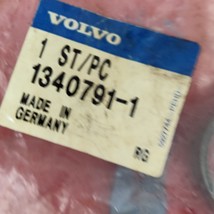 VOLVO
1 ST/PC
1340791-1
MADE IN
GERMANY
RG